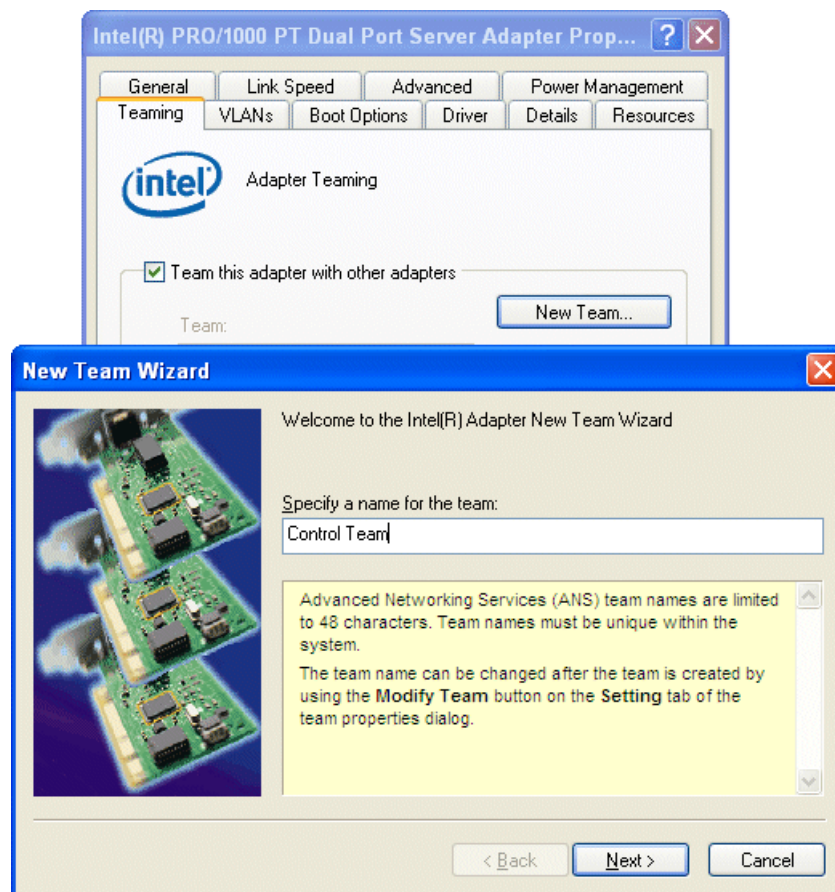 Intel(R) PRO/1000 PT Dual Port Server Adapter Prop...
General Link Speed Advanced Power Management
Teaming VLANs Boot Options Driver Details Resources
intel Adapter Teaming
Team this adapter with other adapters
New Team...
Team:
New Team Wizard
Welcome to the Intel(R) Adapter New Team Wizard
Specify a name for the team:
Control Team
Advanced Networking Services (ANS) team names are limited
to 48 characters. Team names must be unique within the
system.
The team name can be changed after the team is created by
using the Modify Team button on the Setting tab of the
team properties dialog.
< Back Next > Cancel